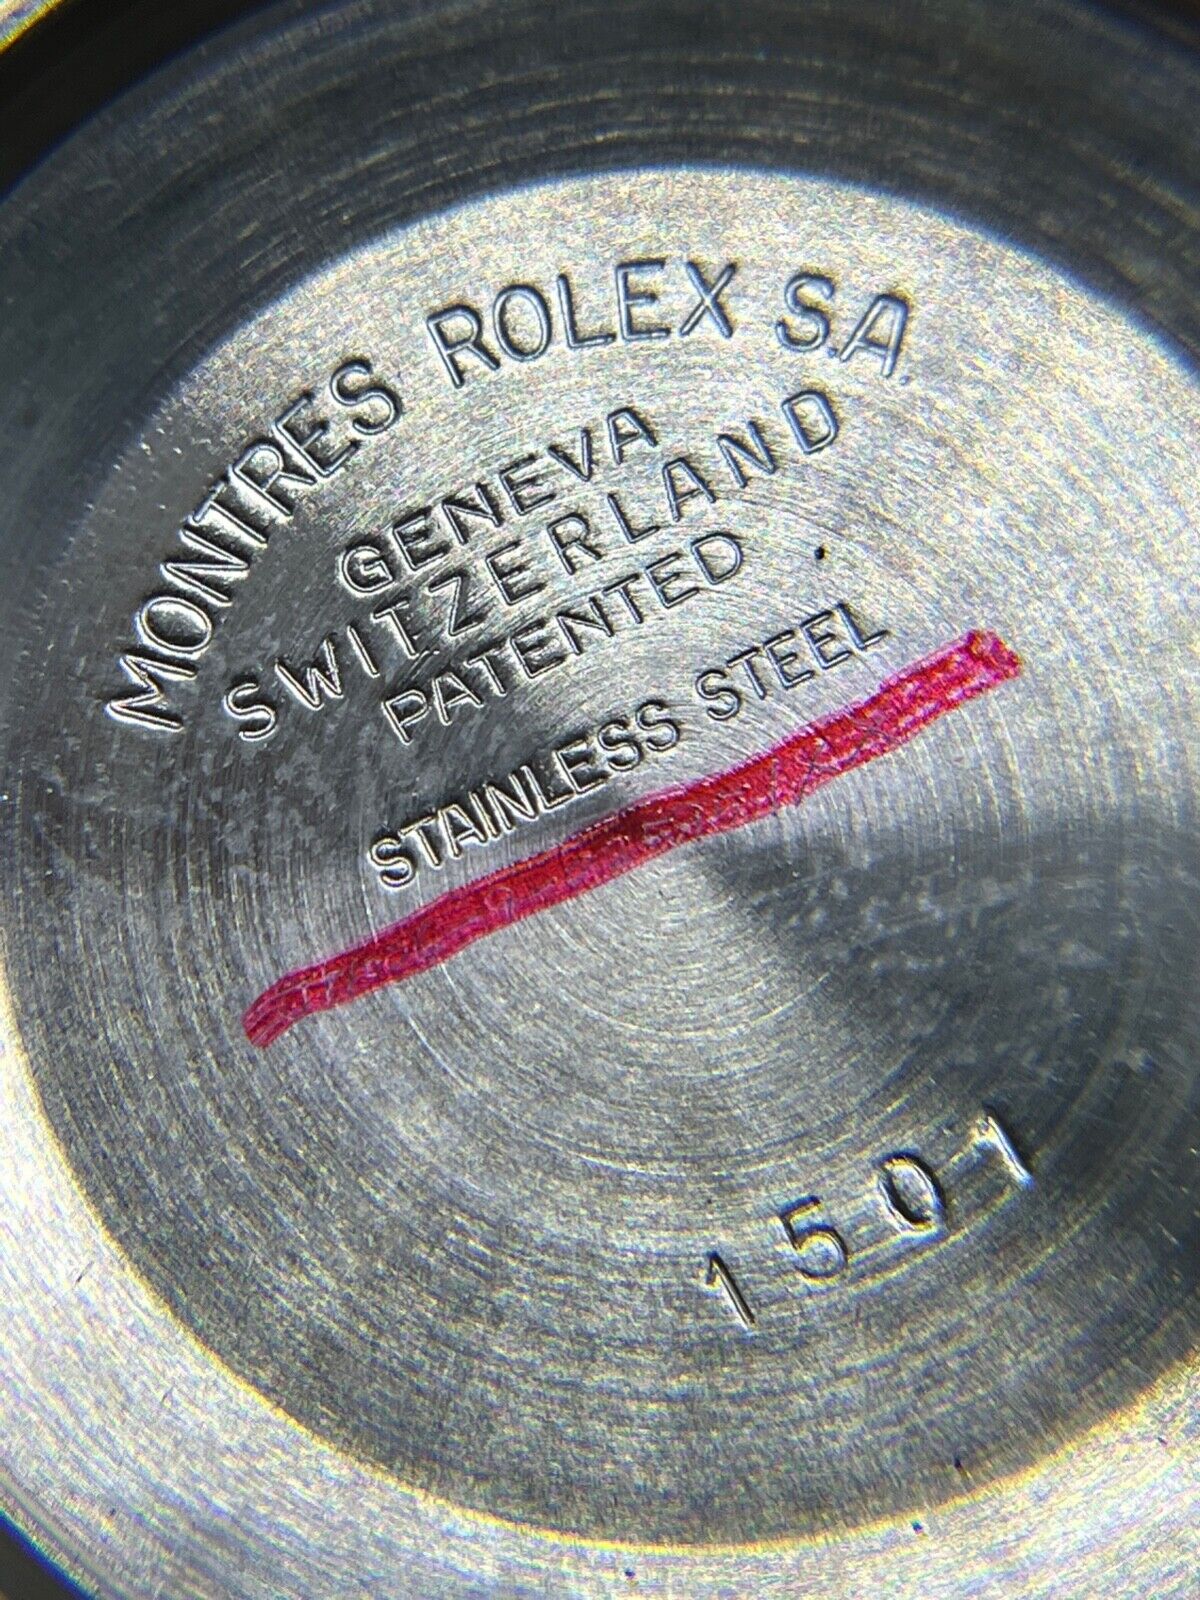 MONTRES ROLEX S.A.
GENEVA
SWITZERLAND
PATENTED
STAINLESS STEEL
1501